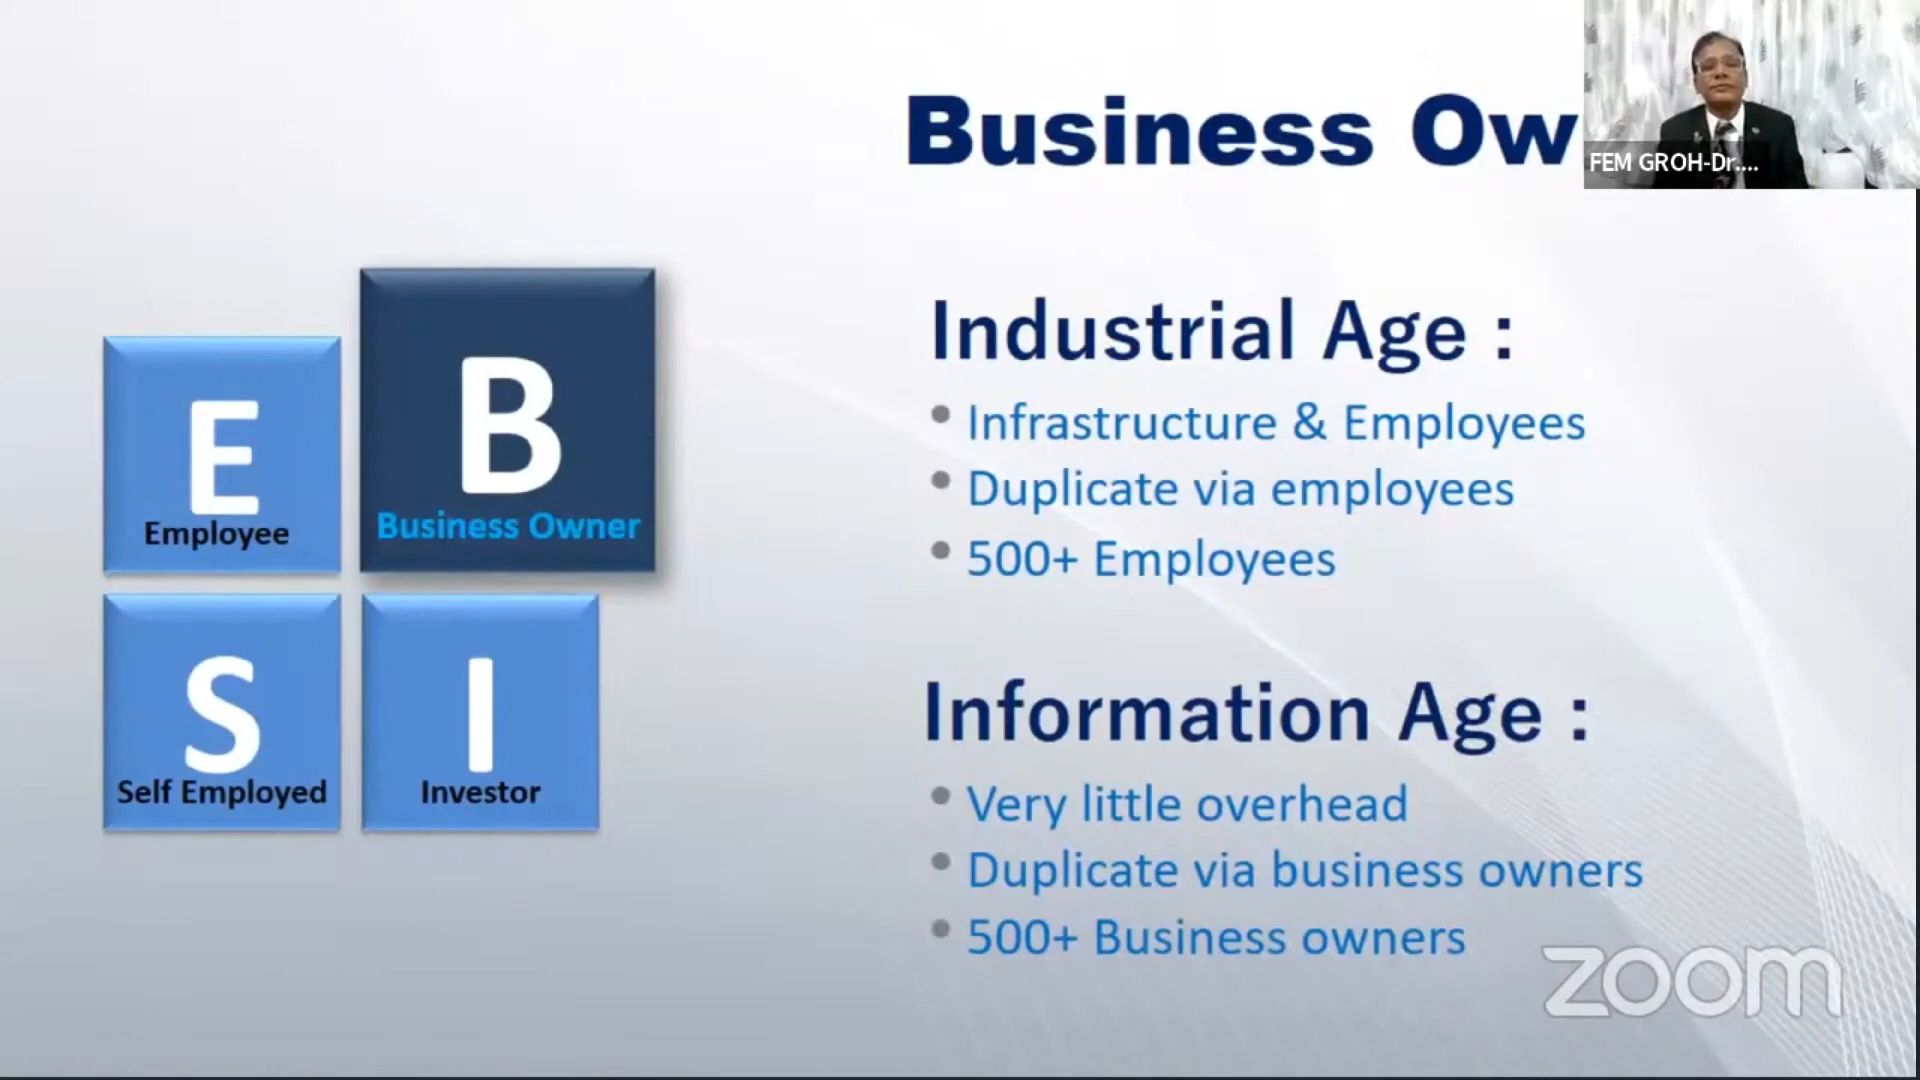 Business Ow
FEM GROH-Dr....
E
Employee
B
Business Owner
S
Self Employed
I
Investor
Industrial Age :
• Infrastructure & Employees
• Duplicate via employees
• 500+ Employees
Information Age :
• Very little overhead
• Duplicate via business owners
• 500+ Business owners
zoom